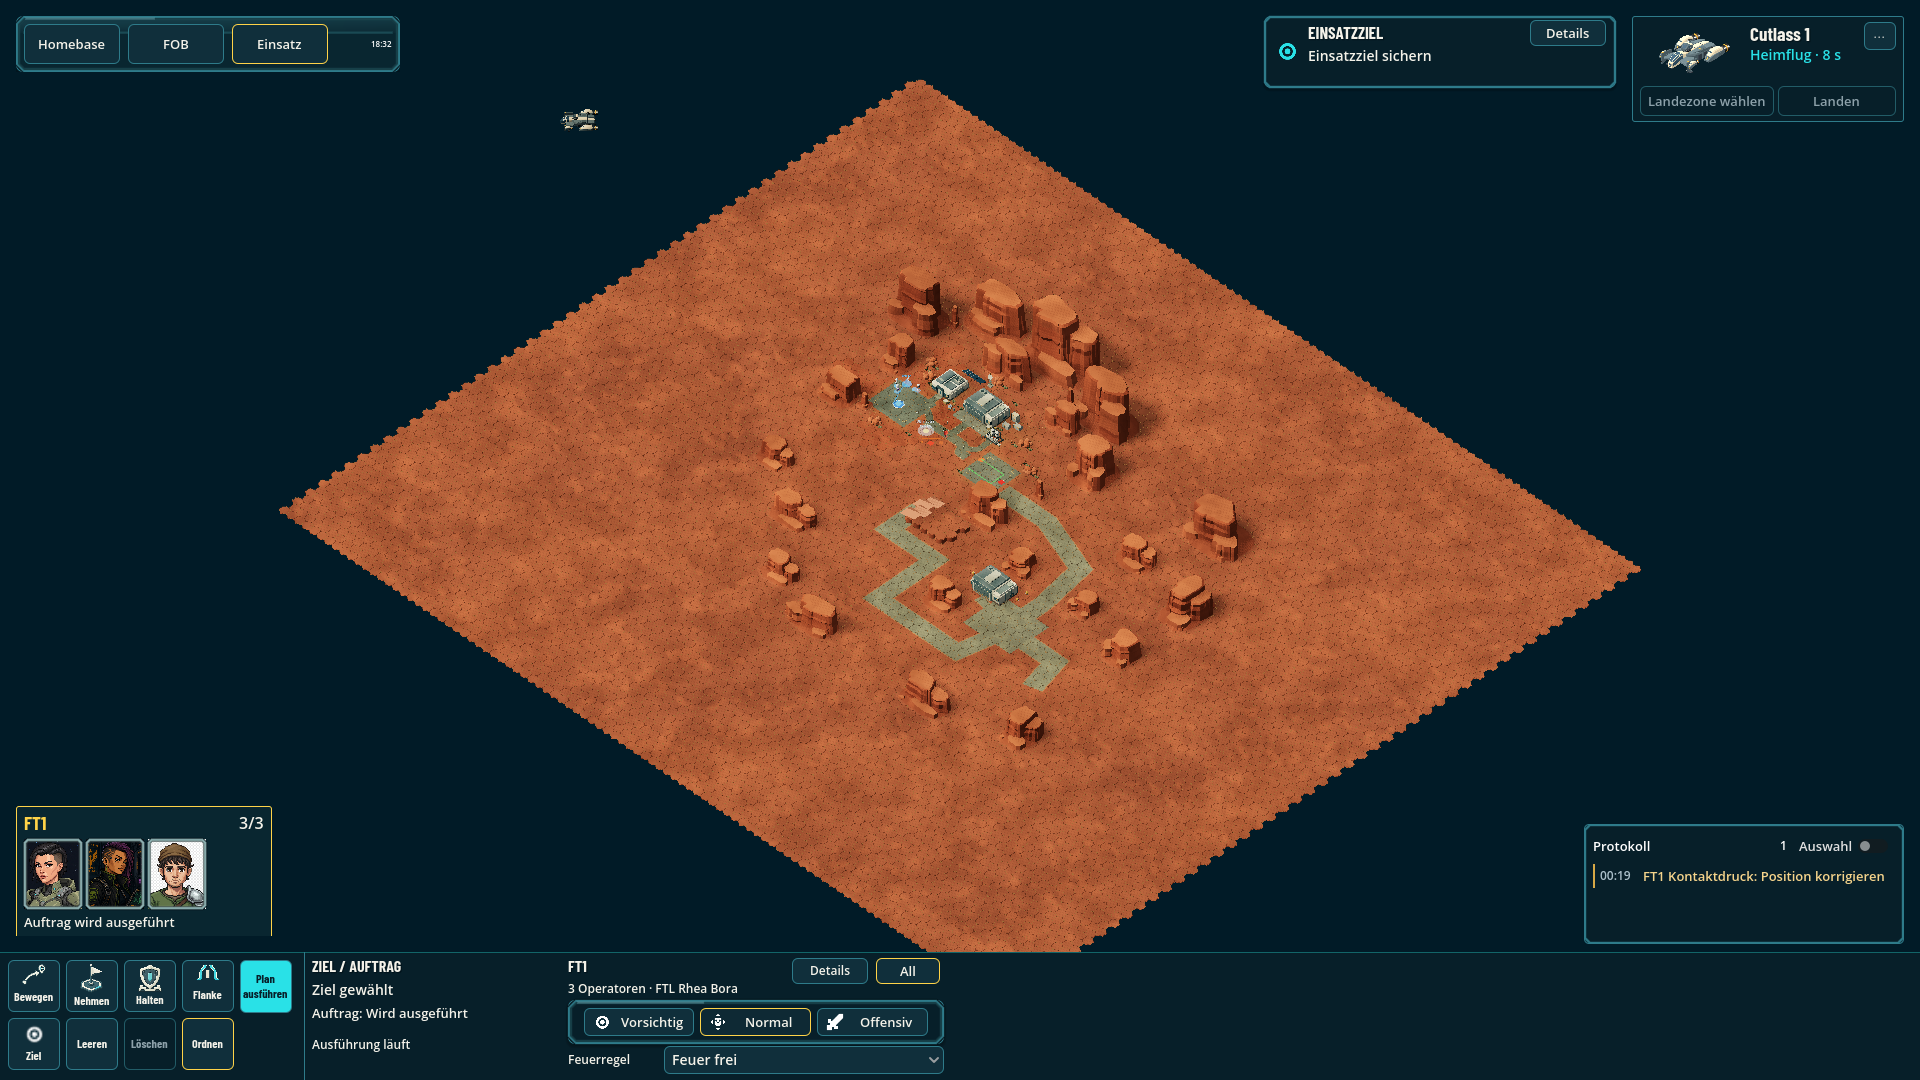 Homebase
FOB
Einsatz
18:32
EINSATZZIEL
Details
Einsatzziel sichern
Cutlass 1
...
Heimflug · 8 s
Landezone wählen
Landen
FT1
3/3
Auftrag wird ausgeführt
Protokoll
1
Auswahl
00:19
FT1 Kontaktdruck: Position korrigieren
Bewegen
Nehmen
Halten
Flanke
Plan
ausführen
Ziel
Leeren
Löschen
Ordnen
ZIEL / AUFTRAG
Ziel gewählt
Auftrag: Wird ausgeführt
Ausführung läuft
FT1
Details
All
3 Operatoren · FTL Rhea Bora
Vorsichtig
Normal
Offensiv
Feuerregel
Feuer frei